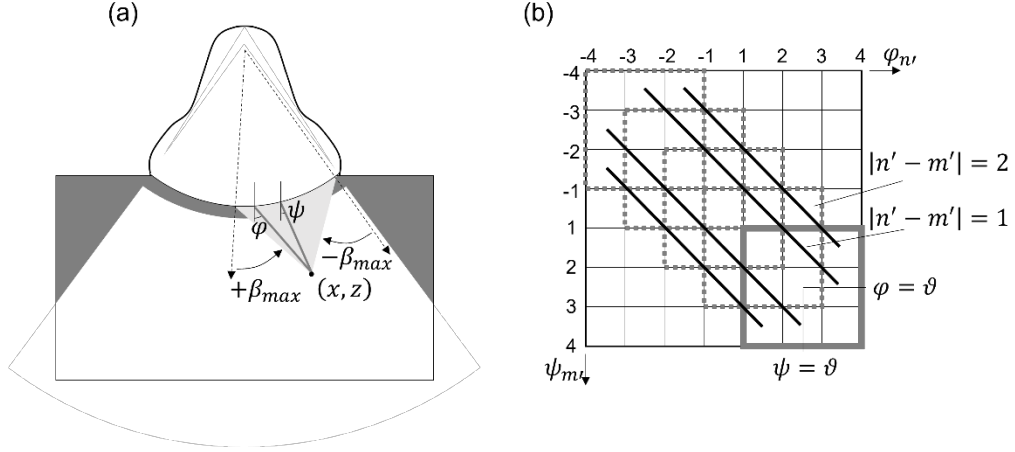 (a)
φ
ψ
−β_max
+β_max
(x, z)
(b)
-4 -3 -2 -1 1 2 3 4 φ_n′
-4
-3
-2
-1
1
2
3
4
|n′ − m′| = 2
|n′ − m′| = 1
φ = ϑ
ψ = ϑ
ψ_m′